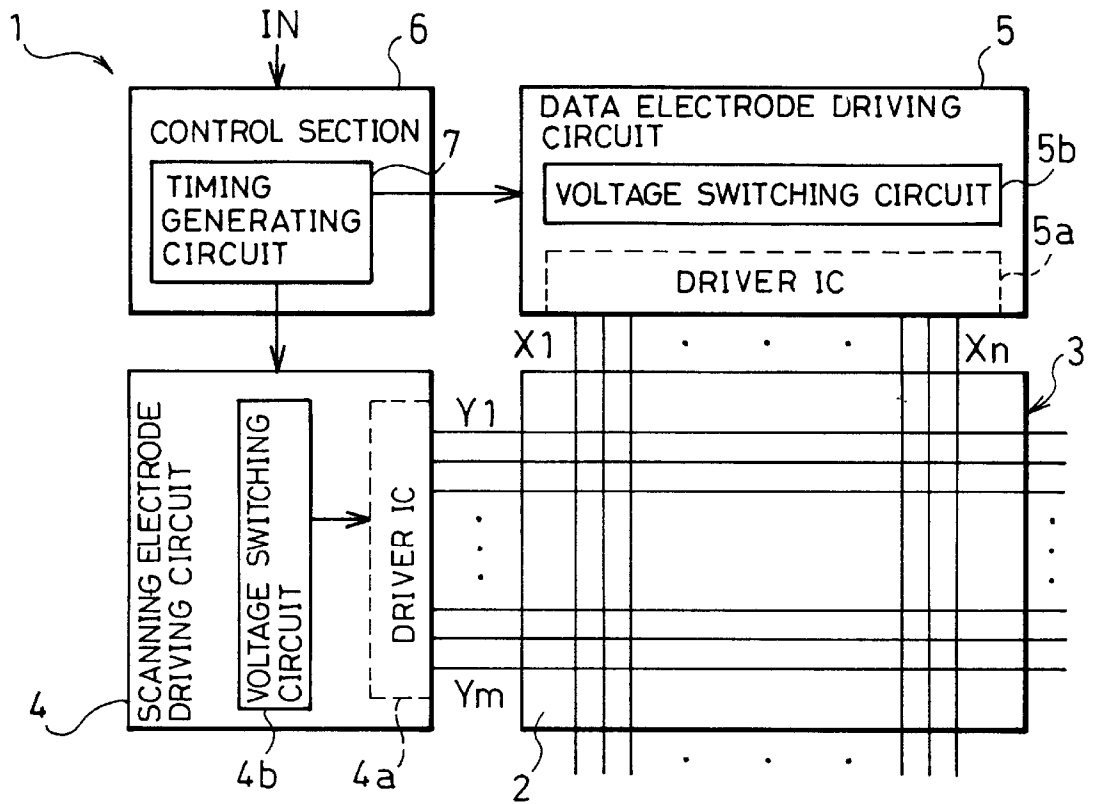 1
IN
6
5
CONTROL SECTION
7
TIMING
GENERATING
CIRCUIT
DATA ELECTRODE DRIVING
CIRCUIT
5b
VOLTAGE SWITCHING CIRCUIT
5a
DRIVER IC
X1
. . .
Xn
3
SCANNING ELECTRODE
DRIVING CIRCUIT
VOLTAGE SWITCHING
CIRCUIT
DRIVER IC
Y1
Ym
4
4b
4a
2